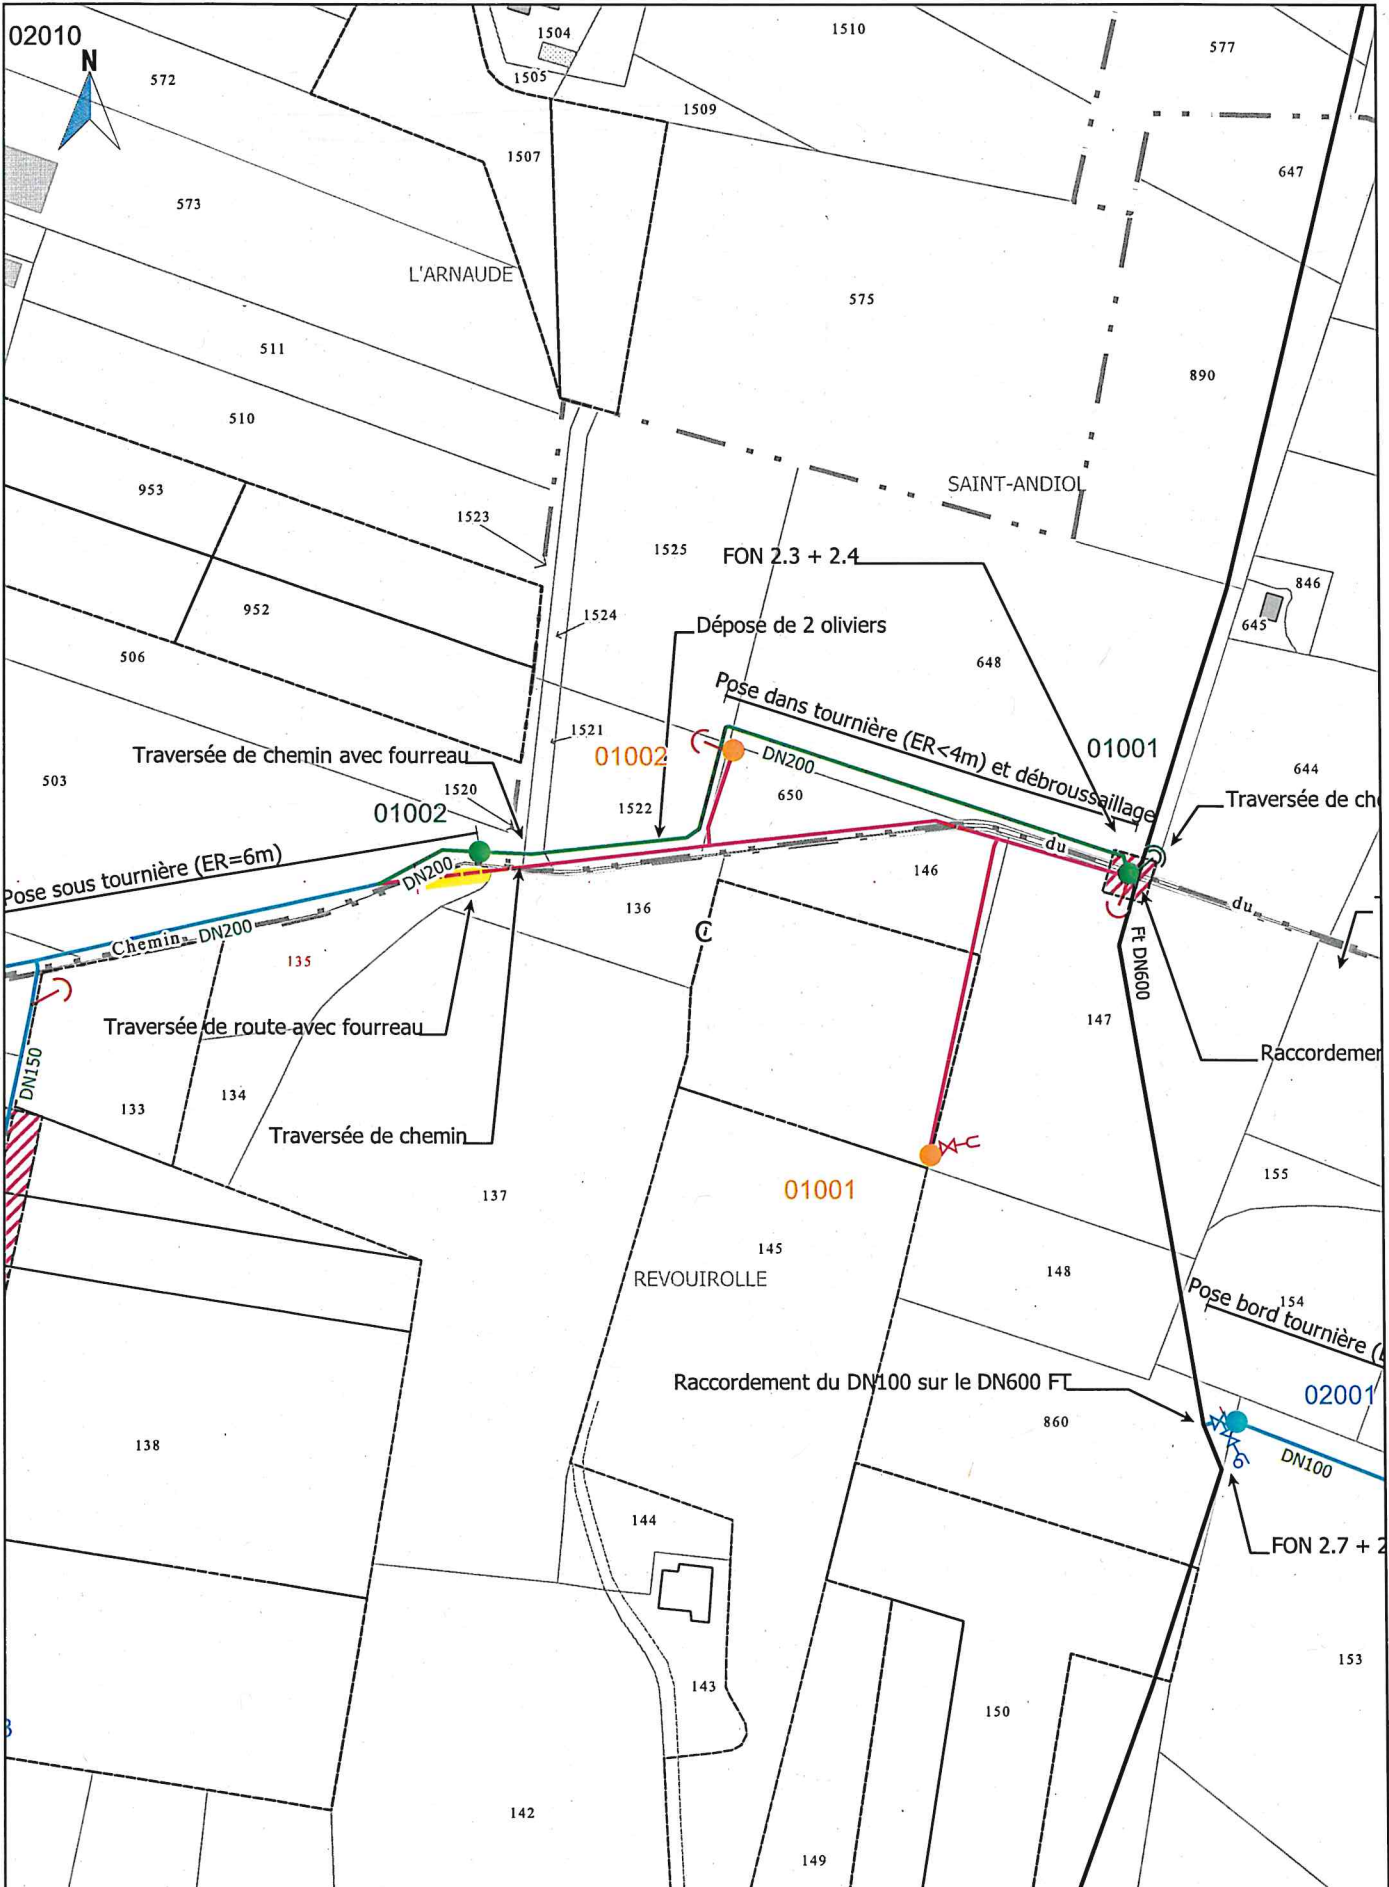 02010
N
572
1504
1510
577
1505
1509
1507
647
573
L'ARNAUDE
575
511
890
510
953
SAINT-ANDIOL
1523
1525
FON 2.3 + 2.4
846
952
1524
645
Dépose de 2 oliviers
506
648
Pose dans tournière (ER<4m) et débroussaillage
1521
Traversée de chemin avec fourreau
01002
DN200
01001
503
644
1520
650
Traversée de
01002
1522
du
Pose sous tournière (ER=6m)
DN200
146
136
du
Chemin
DN200
C
135
Ft DN600
147
Traversée de route avec fourreau
DN150
133
134
Traversée de chemin
155
137
01001
145
REVOUIROLLE
148
154
Pose bord tournière
Raccordement du DN100 sur le DN600 FT
02001
860
138
DN100
144
FON 2.7 +
153
143
150
142
149